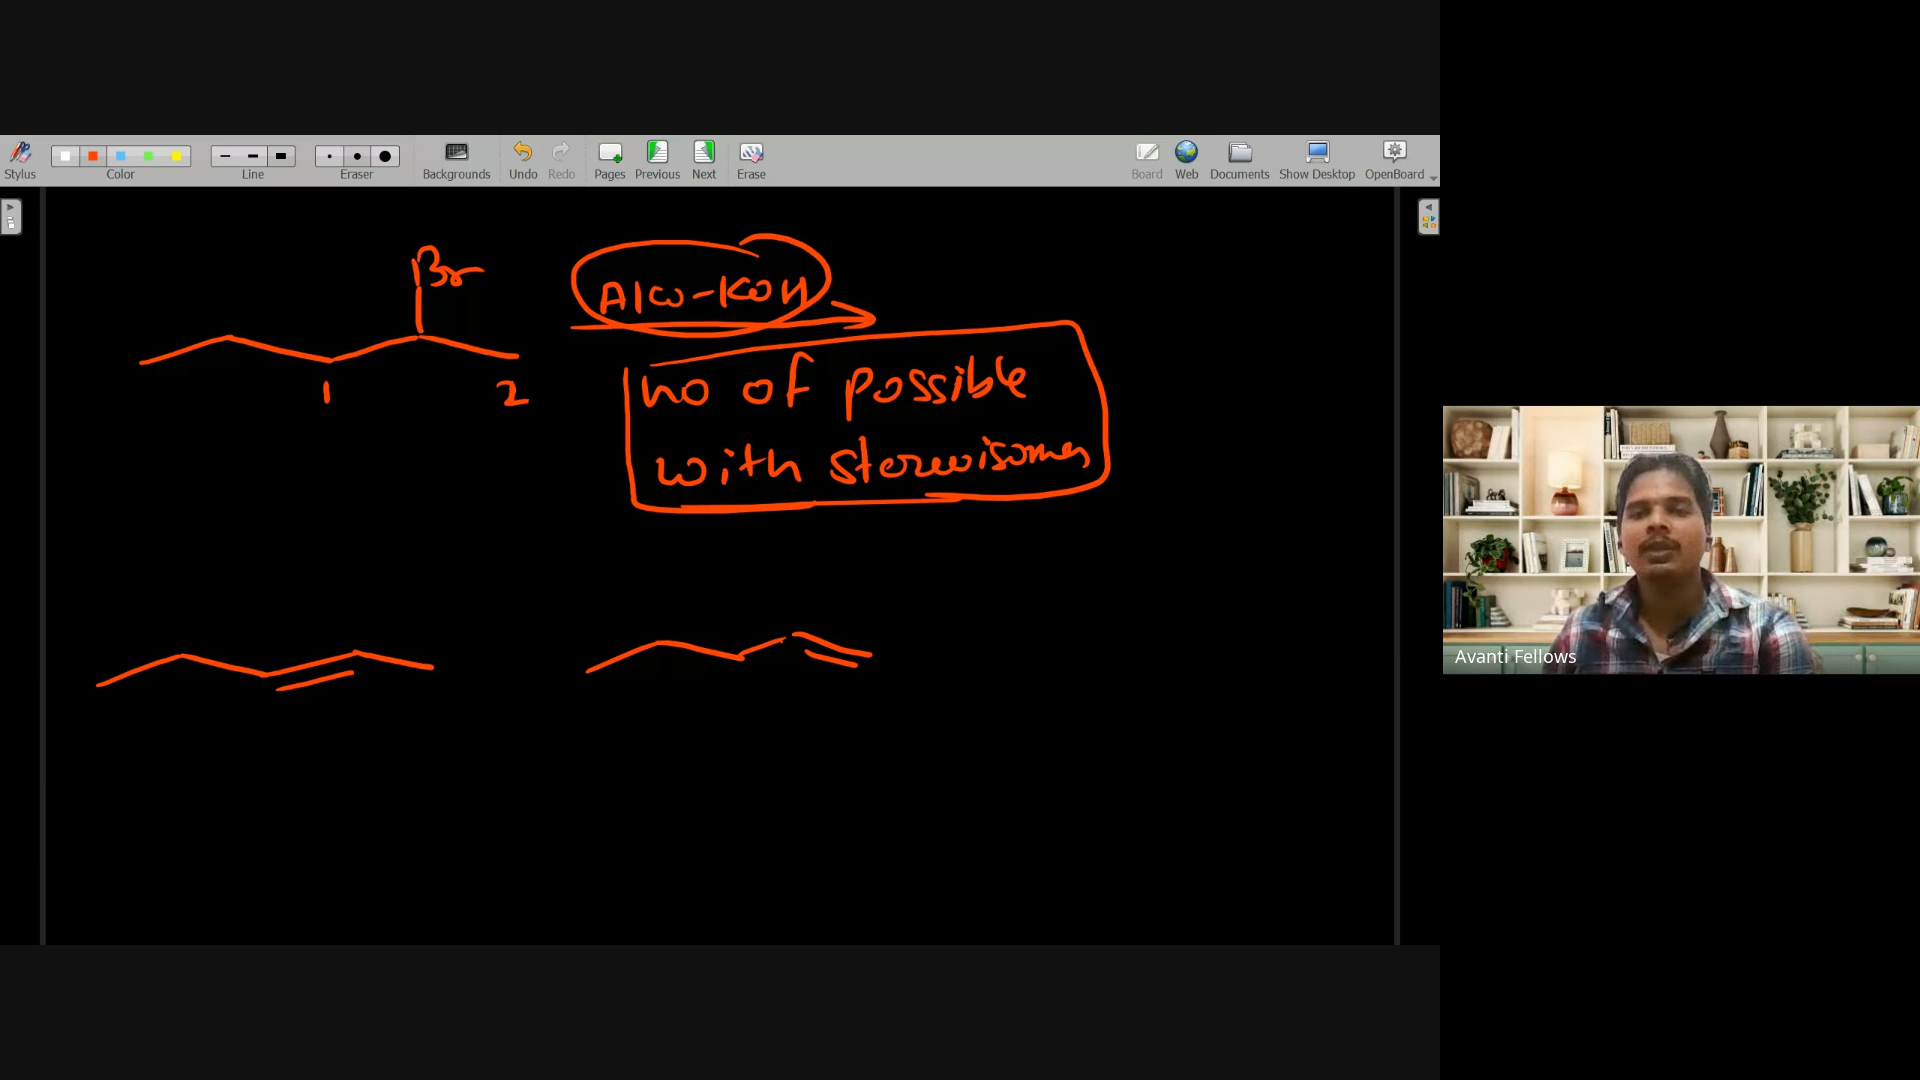 Stylus
Color
Line
Eraser
Backgrounds
Undo
Redo
Pages
Previous
Next
Erase
Board
Web
Documents
Show Desktop
OpenBoard
Br
Alco-KOH
1
2
no of possible
with stereoisomers
Avanti Fellows